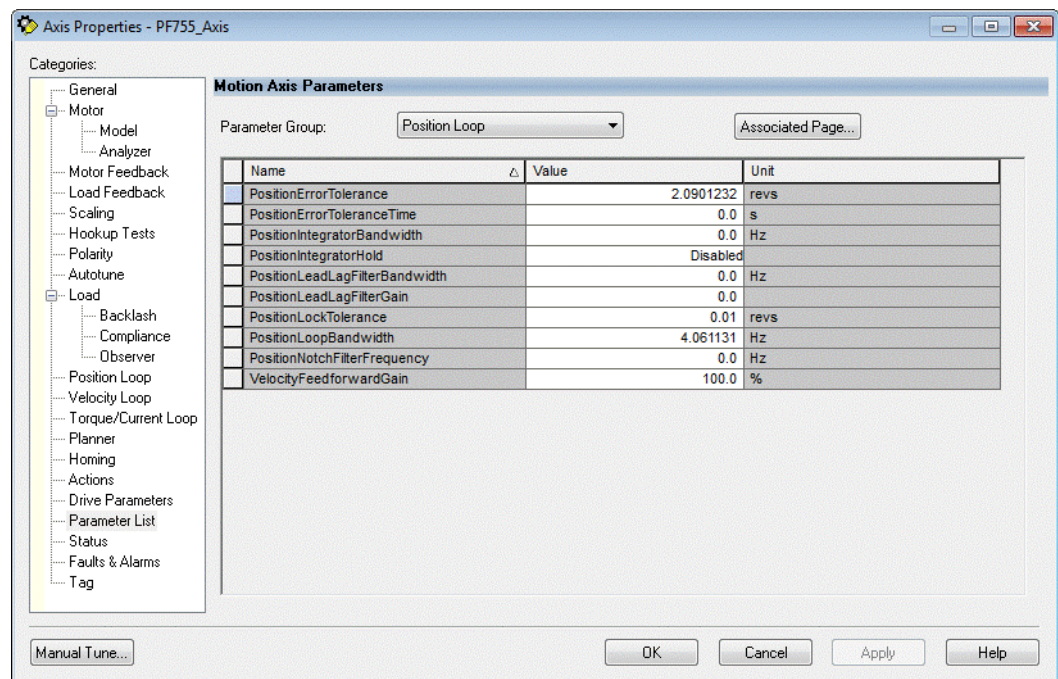 Axis Properties - PF755_Axis
Categories:
General
Motor
Model
Analyzer
Motor Feedback
Load Feedback
Scaling
Hookup Tests
Polarity
Autotune
Load
Backlash
Compliance
Observer
Position Loop
Velocity Loop
Torque/Current Loop
Planner
Homing
Actions
Drive Parameters
Parameter List
Status
Faults & Alarms
Tag
Motion Axis Parameters
Parameter Group: Position Loop Associated Page...
Name Value Unit
PositionErrorTolerance 2.0901232 revs
PositionErrorToleranceTime 0.0 s
PositionIntegratorBandwidth 0.0 Hz
PositionIntegratorHold Disabled
PositionLeadLagFilterBandwidth 0.0 Hz
PositionLeadLagFilterGain 0.0
PositionLockTolerance 0.01 revs
PositionLoopBandwidth 4.061131 Hz
PositionNotchFilterFrequency 0.0 Hz
VelocityFeedforwardGain 100.0 %
Manual Tune... OK Cancel Apply Help